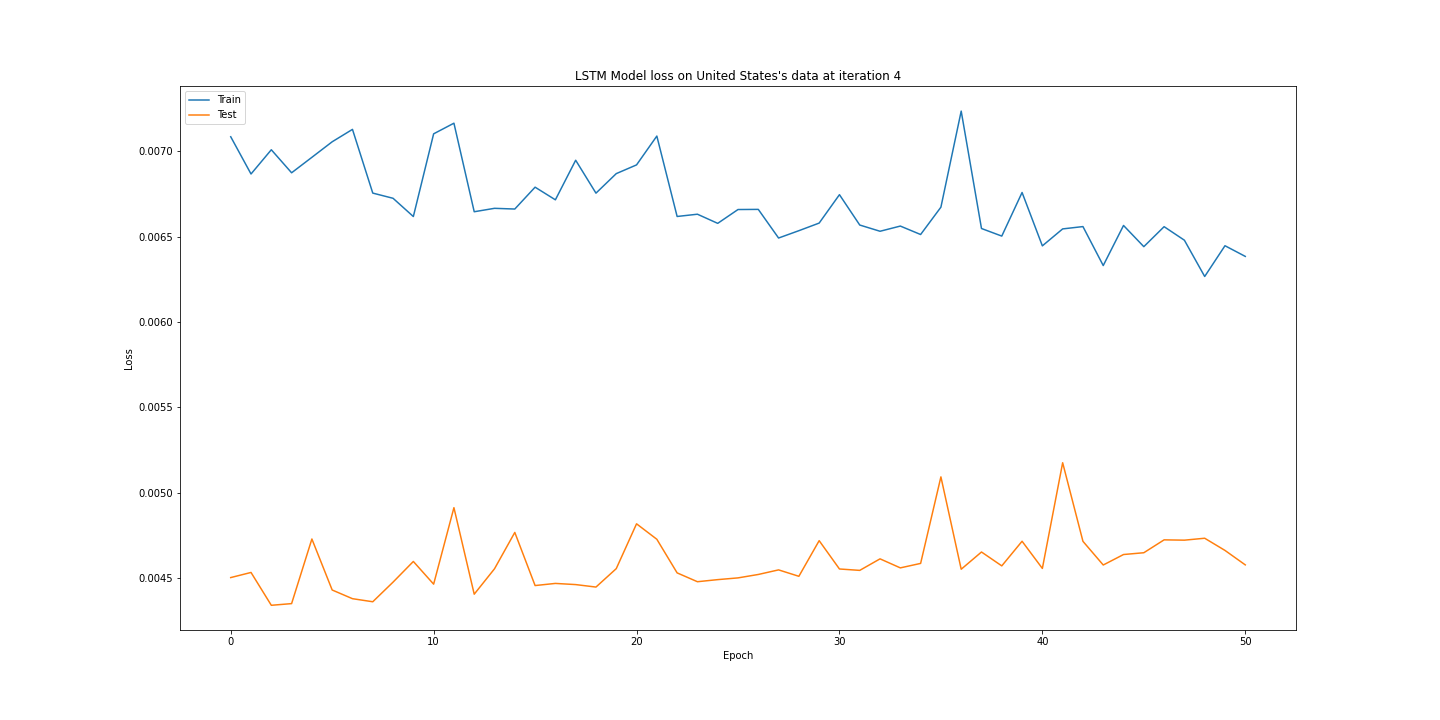 LSTM Model loss on United States's data at iteration 4
Train
Test
0.0070
0.0065
0.0060
0.0055
0.0050
0.0045
Loss
0 10 20 30 40 50
Epoch